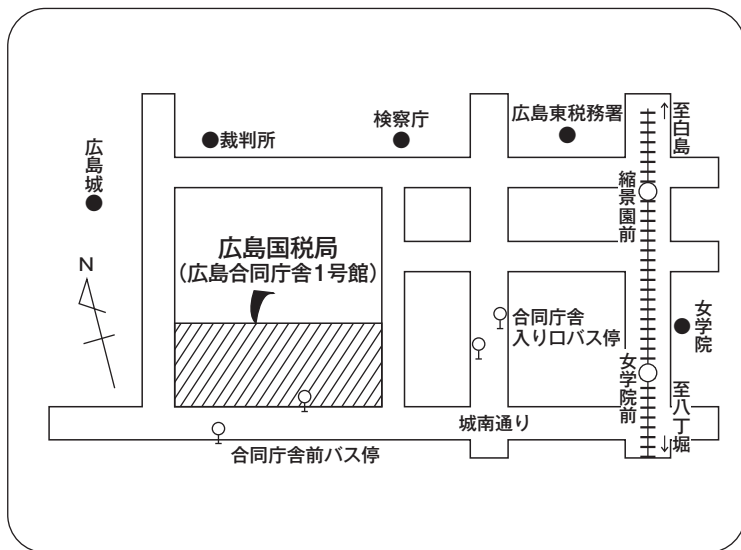 至白島
↑
広島東税務署
検察庁
裁判所
広島城
縮景園前
広島国税局
（広島合同庁舎1号館）
N
合同庁舎
入り口バス停
女学院
女学院前
至八丁堀
↓
城南通り
合同庁舎前バス停